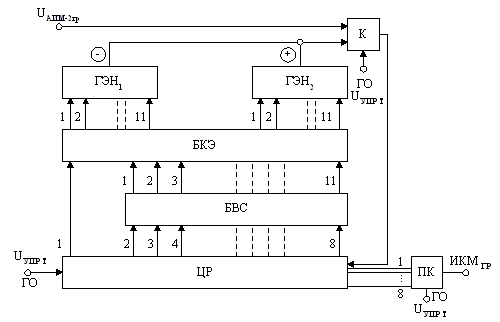 U АИМ-2гр
К
- +
ГЭН1 ГЭН2
ГО
U УПР Т
1 2 11 1 2 11
БКЭ
1 2 3 11
БВС
1 2 3 4 8
U УПР Т
ГО
ЦР
1
⋮
8
ПК
ИКМ ГР
ГО
U УПР Т